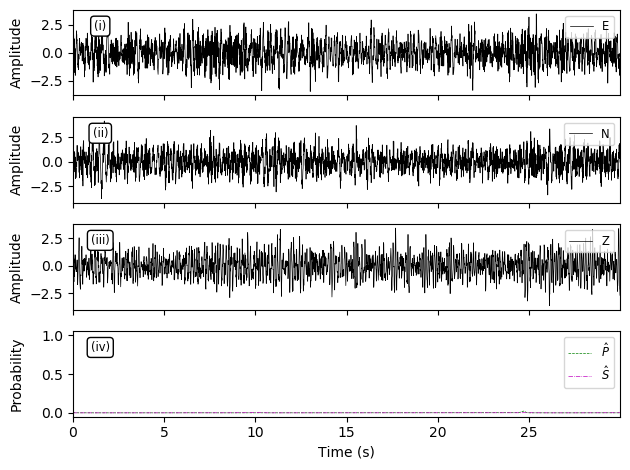 (i)
E
2.5
0.0
−2.5
Amplitude
(ii)
N
2.5
0.0
−2.5
Amplitude
(iii)
Z
2.5
0.0
−2.5
Amplitude
(iv)
P̂
Ŝ
1.0
0.5
0.0
Probability
0 5 10 15 20 25
Time (s)